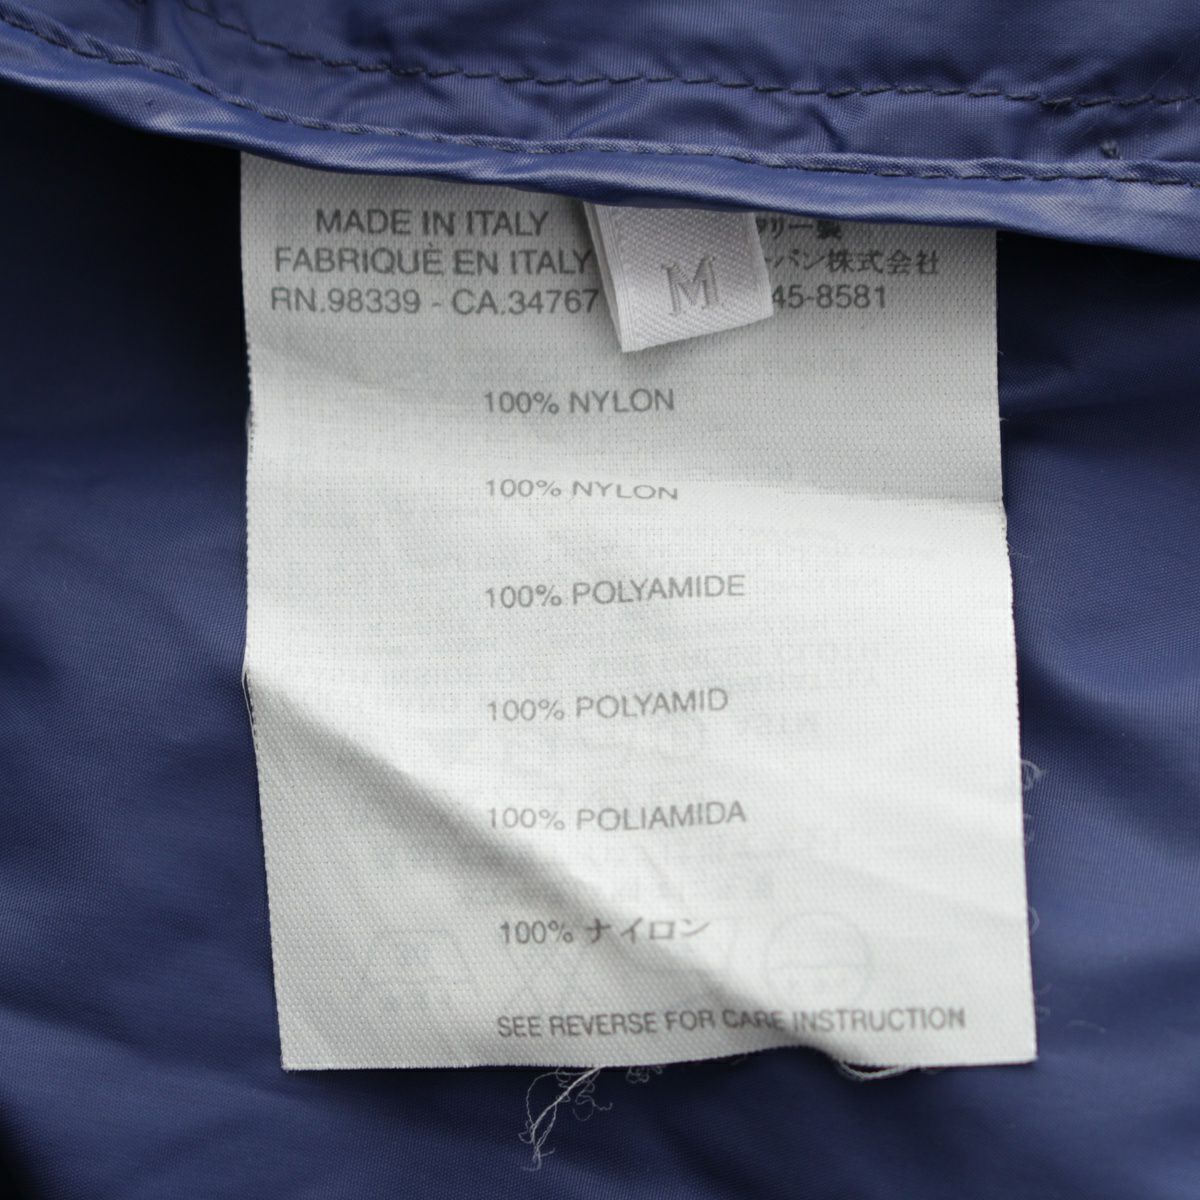 MADE IN ITALY
FABRIQUÈ EN ITALY
RN.98339 - CA.34767
M
リー製
パン株式会社
45-8581
100% NYLON
100% NYLON
100% POLYAMIDE
100% POLYAMID
100% POLIAMIDA
100% ナイロン
SEE REVERSE FOR CARE INSTRUCTION